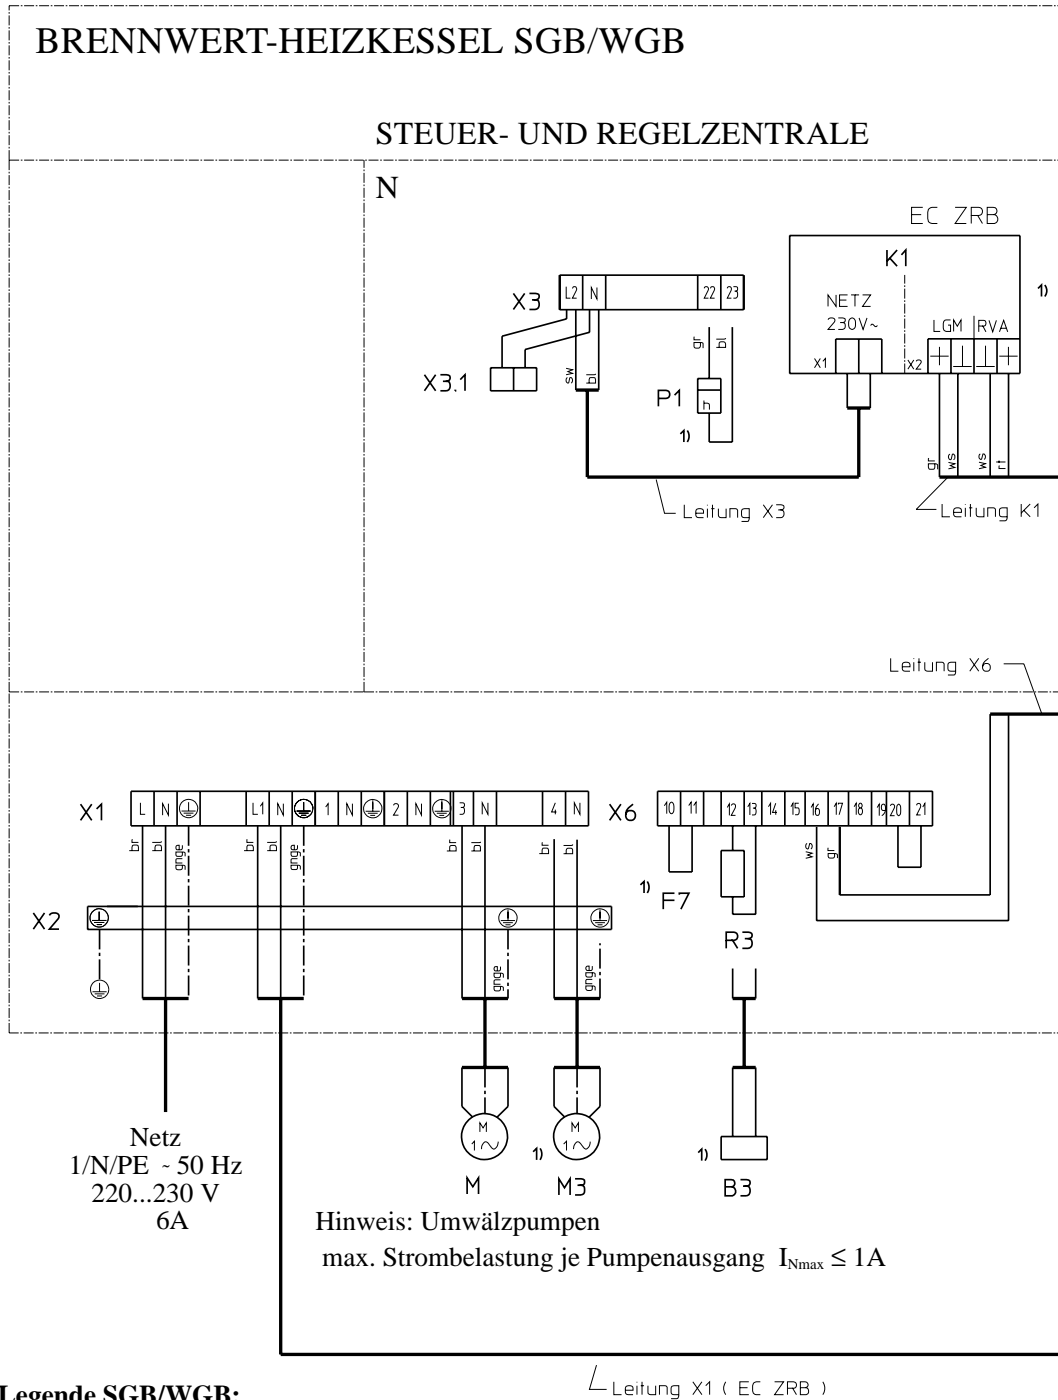 BRENNWERT-HEIZKESSEL SGB/WGB
STEUER- UND REGELZENTRALE
N
EC ZRB
K1
1)
X3 L2 N 22 23
NETZ
230V~
LGM RVA
X1 X2
gr bl
X3.1
sw bl
P1
h
1)
gr ws ws rt
Leitung X3
Leitung K1
Leitung X6
X1 L N L1 N 1 N 2 N 3 N 4 N
X6 10 11 12 13 14 15 16 17 18 19 20 21
br bl gnge br bl gnge br bl br bl
ws gr
1)
F7
X2
R3
gnge gnge
M
1~
M
1~
1)
1)
M
M3
B3
Netz
1/N/PE ~ 50 Hz
220...230 V
6A
Hinweis: Umwälzpumpen
max. Strombelastung je Pumpenausgang INmax ≤ 1A
Leitung X1 ( EC ZRB )
Legende SGB/WGB: